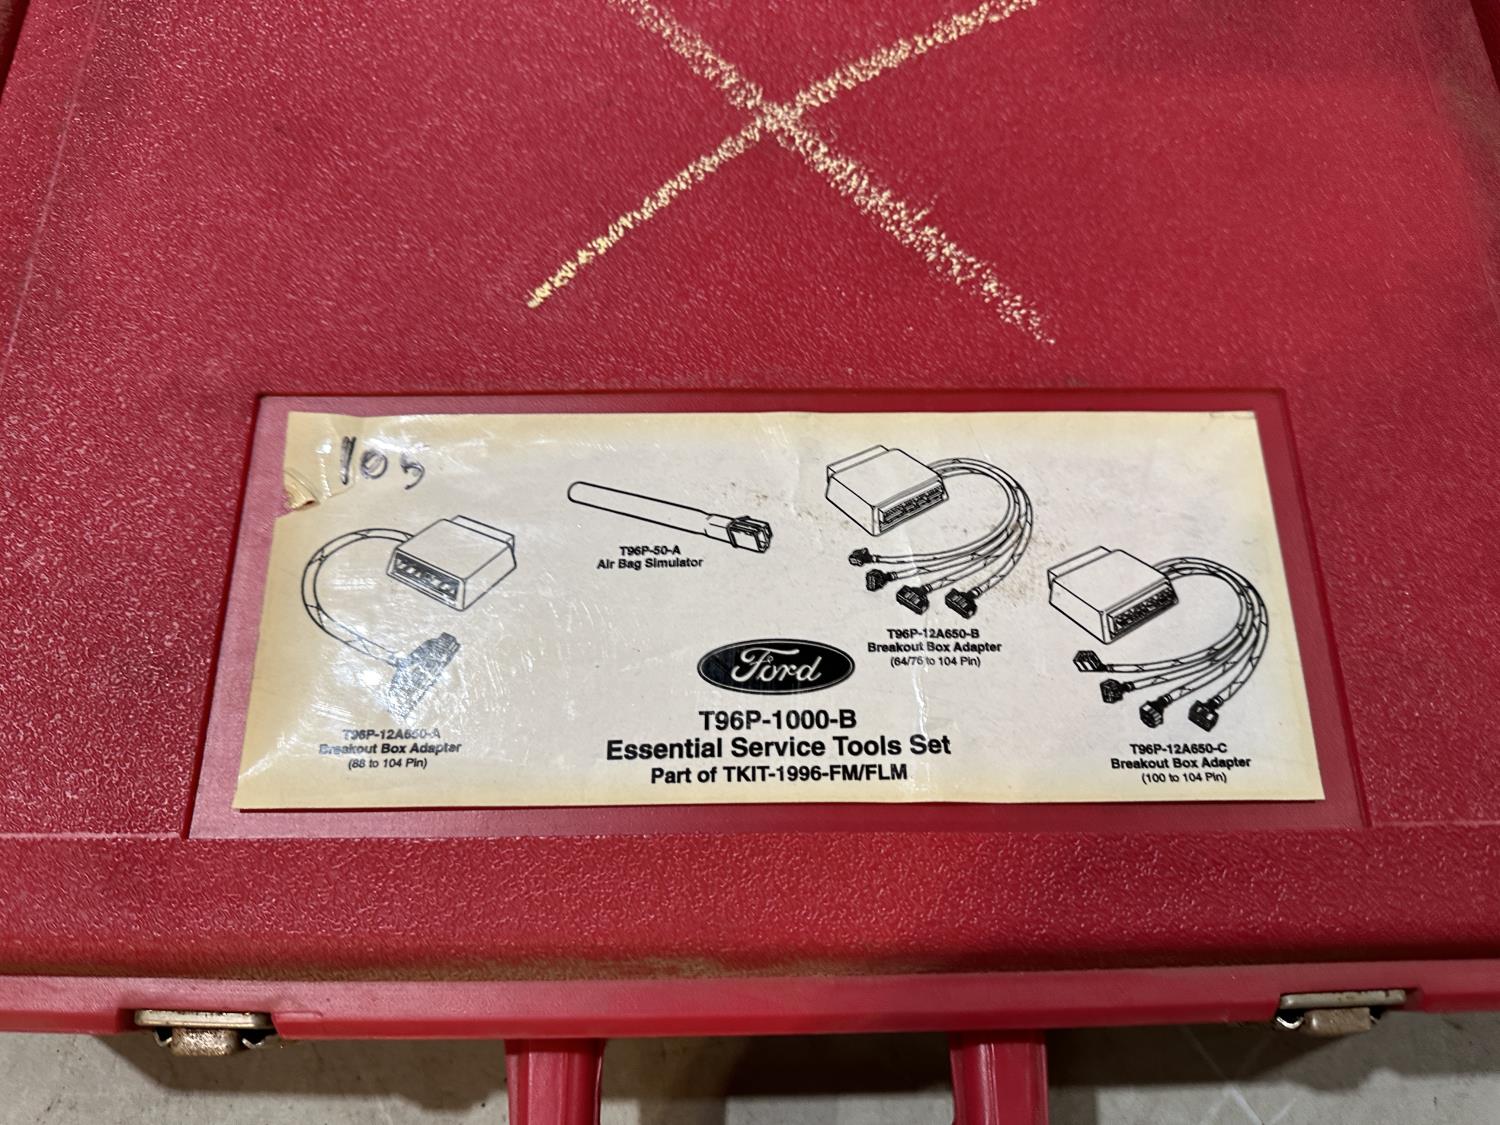 105
T96P-50-A
Air Bag Simulator
T96P-12A650-B
Breakout Box Adapter
(64/76 to 104 Pin)
Ford
T96P-12A650-A
Breakout Box Adapter
(88 to 104 Pin)
T96P-1000-B
Essential Service Tools Set
Part of TKIT-1996-FM/FLM
T96P-12A650-C
Breakout Box Adapter
(100 to 104 Pin)